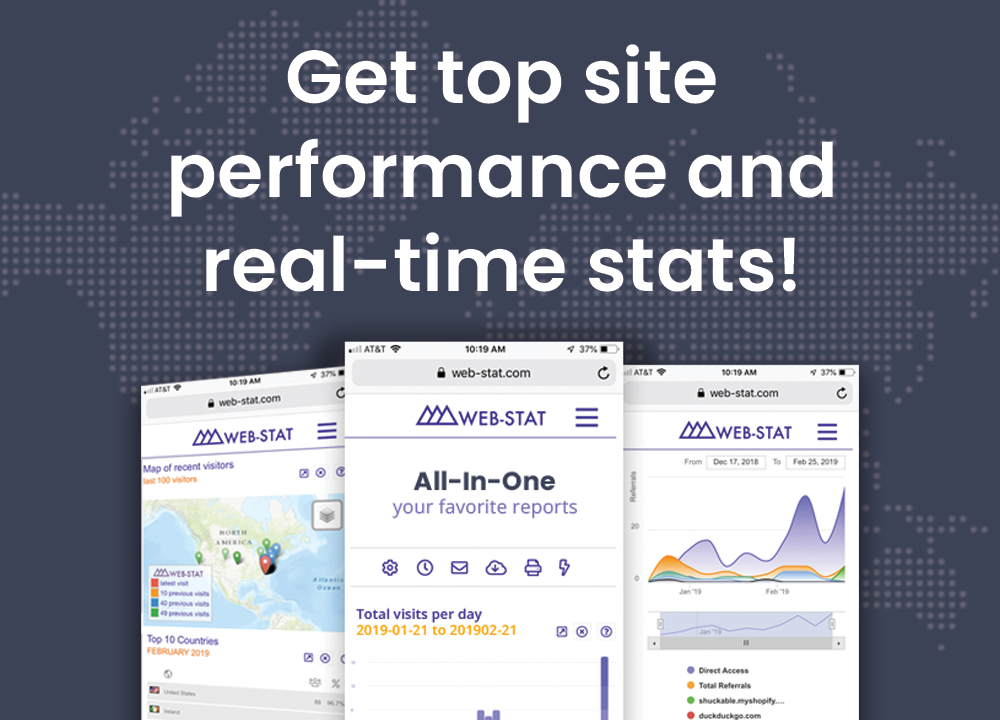 Get top site
performance and
real-time stats!
AT&T 10:19 AM 37%
web-stat.com
WEB-STAT
Map of recent visitors
last 100 visitors
NORTH
AMERICA
Atlantic
Ocean
WEB-STAT
latest visit
10 previous visits
40 previous visits
49 previous visits
Top 10 Countries
FEBRUARY 2019
%
United States 88 96.7%
Ireland
AT&T 10:19 AM 37%
web-stat.com
WEB-STAT
All-In-One
your favorite reports
Total visits per day
2019-01-21 to 201902-21
AT&T 10:19 AM 37%
web-stat.com
WEB-STAT
From Dec 17, 2018 To Feb 25, 2019
Referrals
20
0
Jan '19 Feb '19
Jan '19
Direct Access
Total Referrals
shuckable.myshopify....
duckduckgo.com